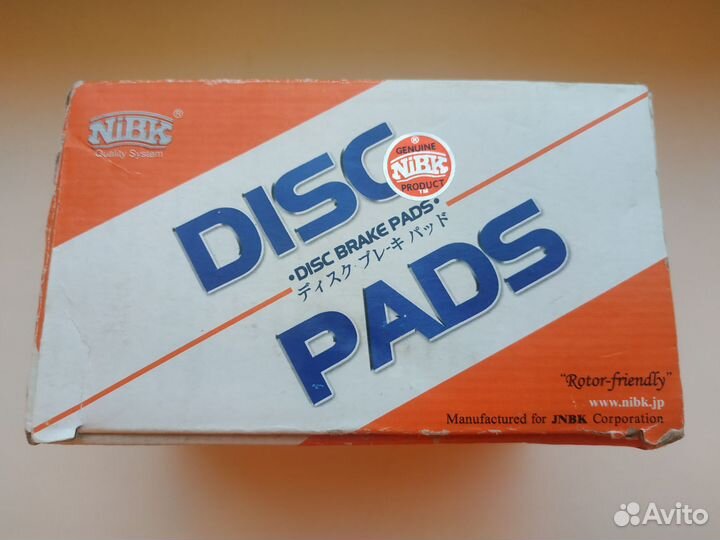 NiBK®
Quality System
DISC
GENUINE
®
NiBK
PRODUCT
TM
•DISC BRAKE PADS•
ディスク・ブレーキ パッド
PADS
"Rotor-friendly"
www.nibk.jp
Manufactured for JNBK Corporation
Avito